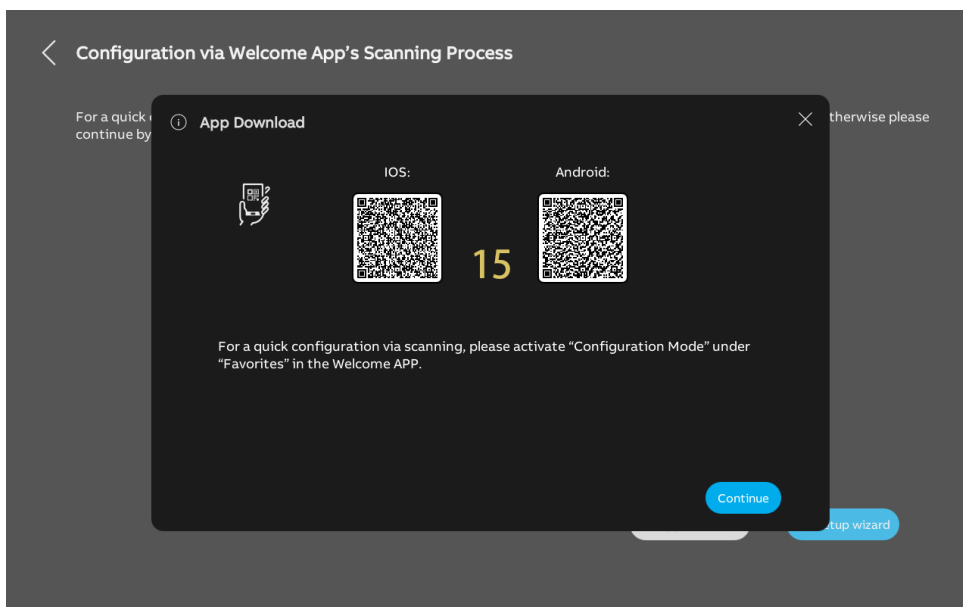 Configuration via Welcome App's Scanning Process
For a quick
therwise please
continue by
App Download
IOS:
Android:
15
For a quick configuration via scanning, please activate “Configuration Mode” under
“Favorites” in the Welcome APP.
Continue
tup wizard